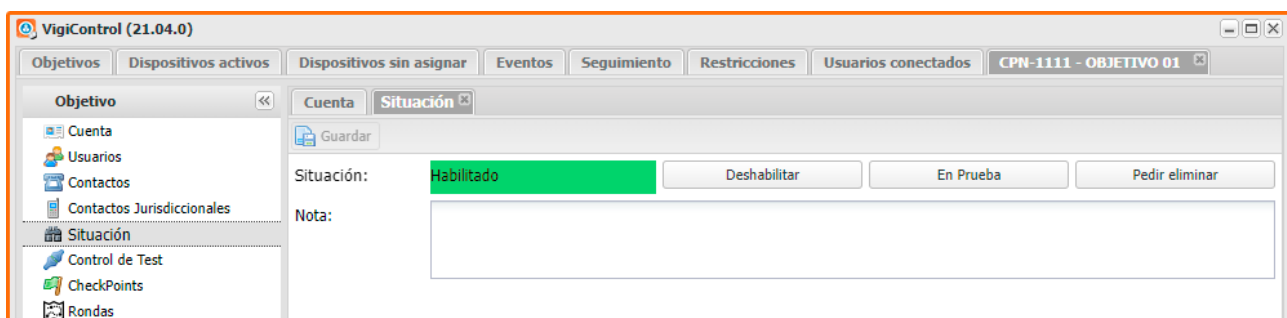 VigiControl (21.04.0)
Objetivos Dispositivos activos Dispositivos sin asignar Eventos Seguimiento Restricciones Usuarios conectados CPN-1111 - OBJETIVO 01
Objetivo
Cuenta
Usuarios
Contactos
Contactos Jurisdiccionales
Situación
Control de Test
CheckPoints
Rondas
Cuenta Situación
Guardar
Situación: Habilitado Deshabilitar En Prueba Pedir eliminar
Nota: